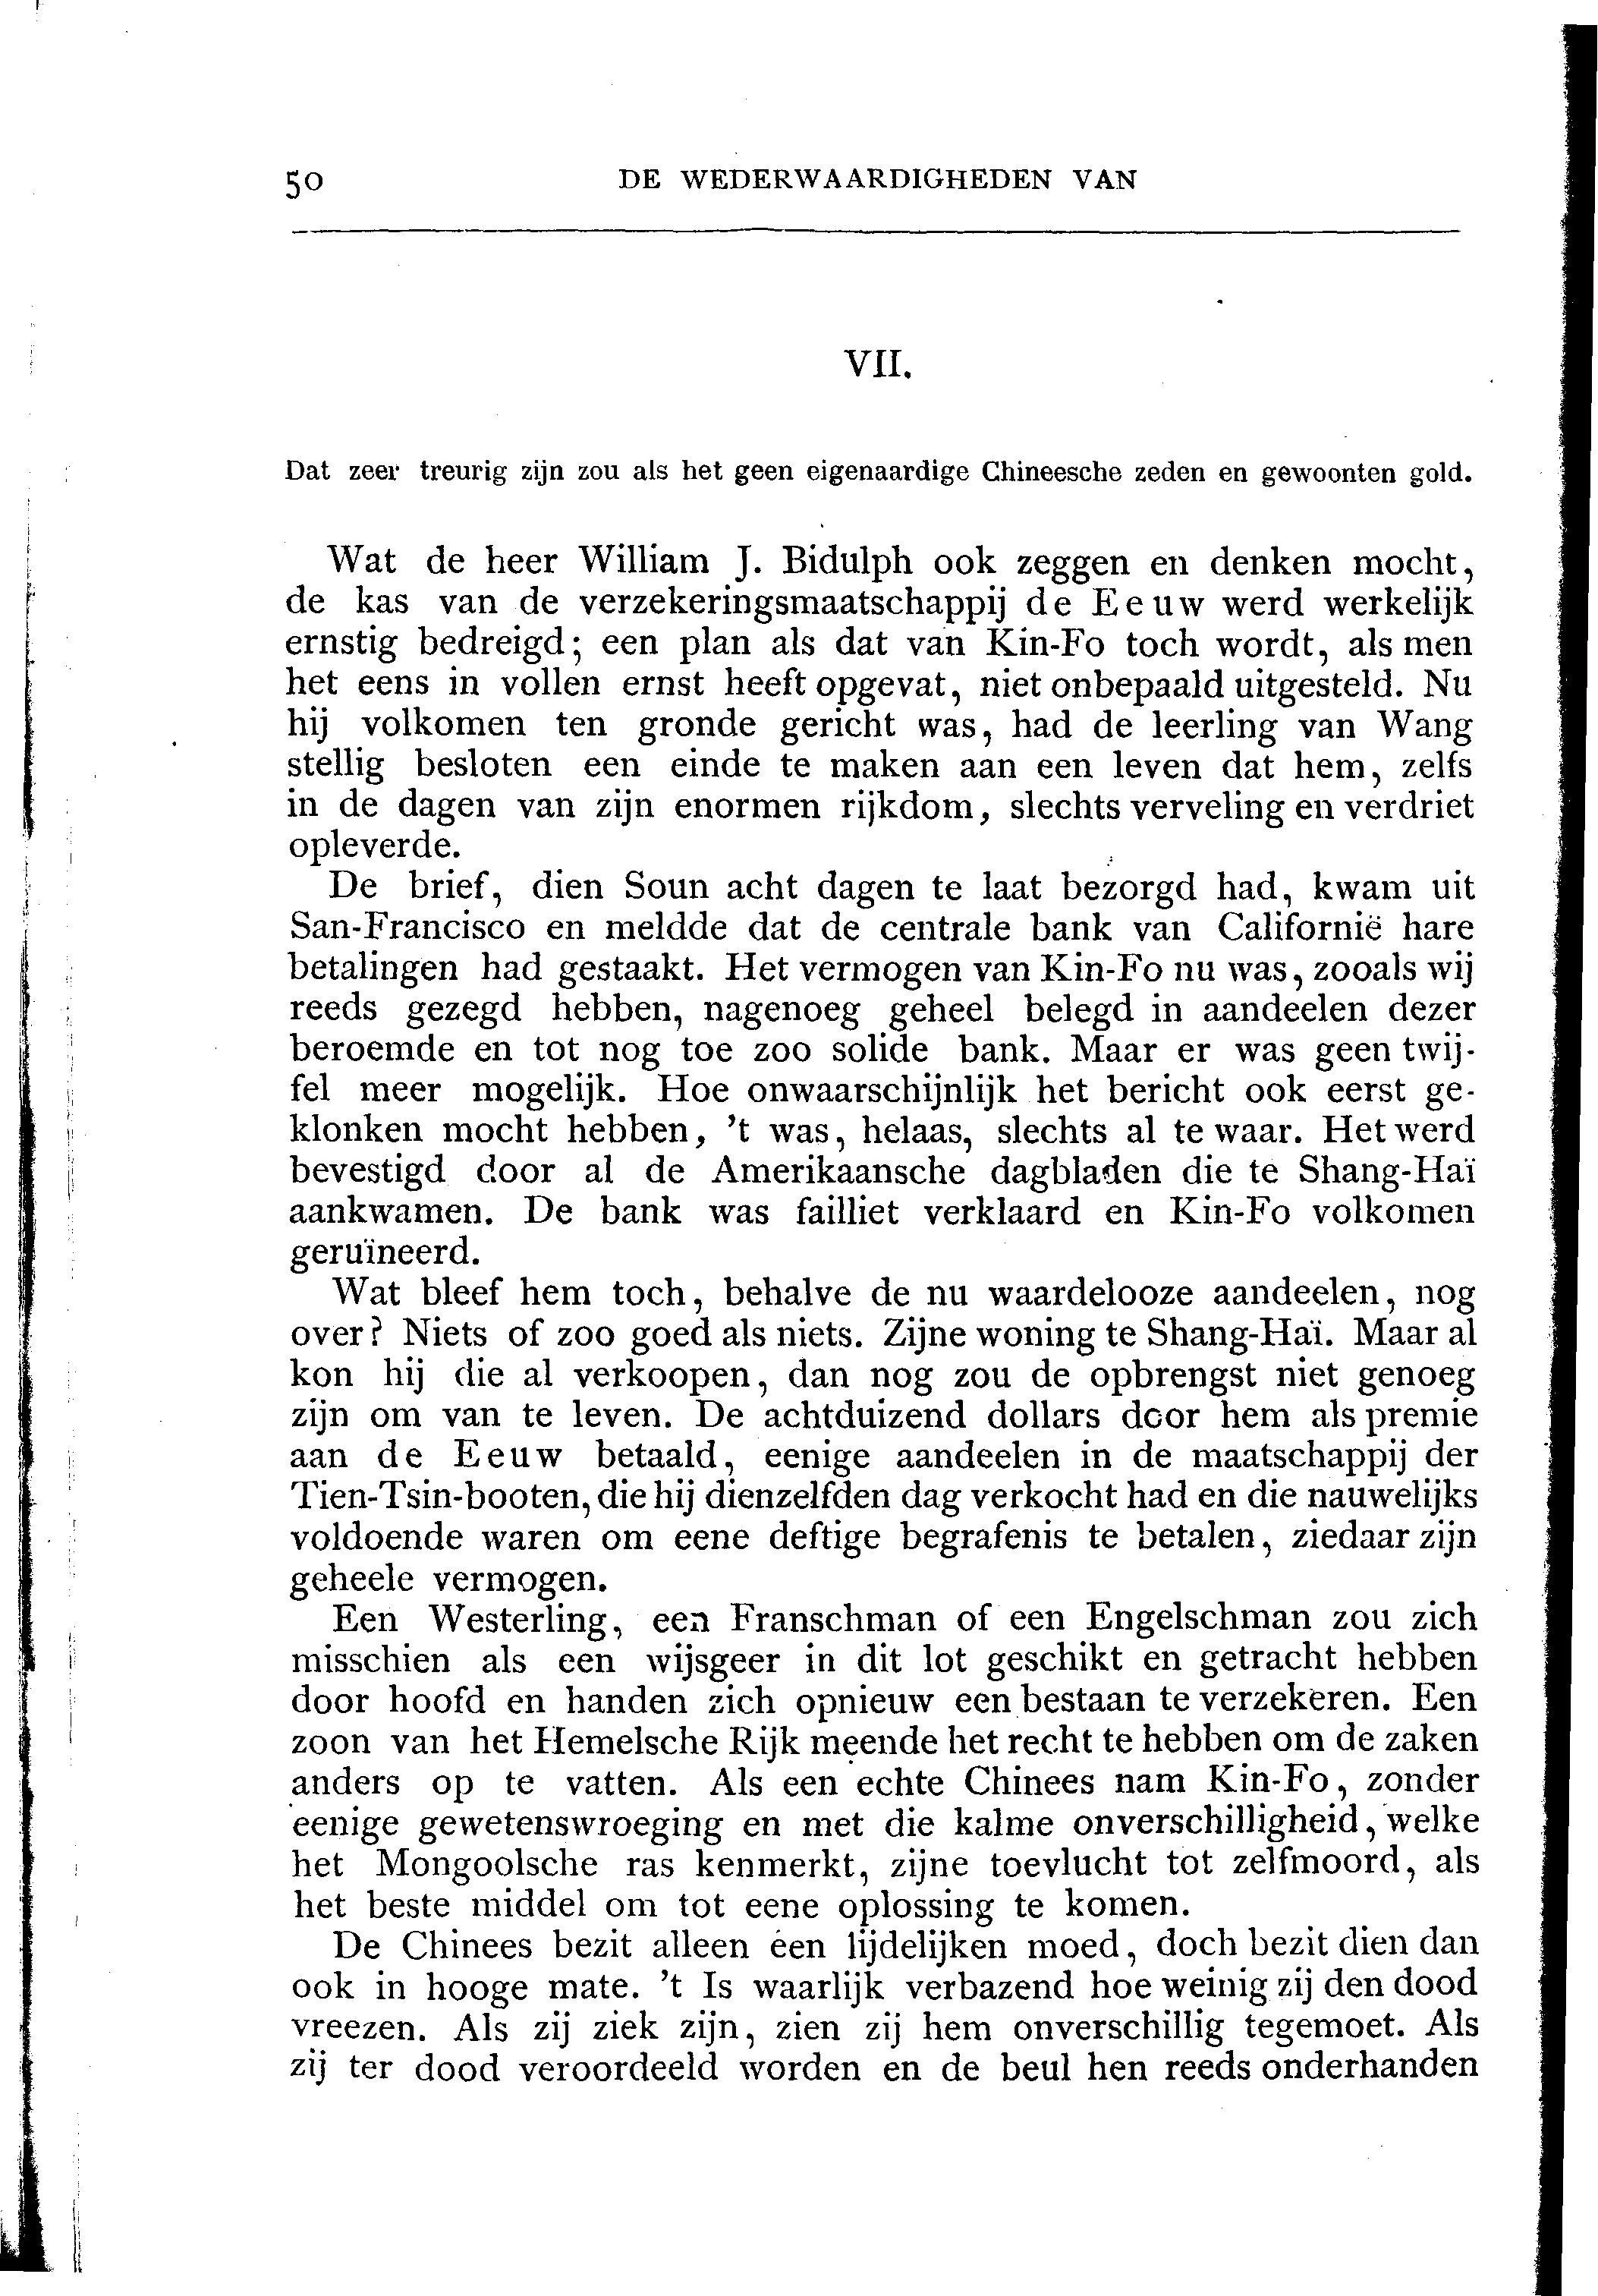 50 DE WEDERWAARDIGHEDEN VAN
VII.
Dat zeer treurig zijn zou als het geen eigenaardige Chineesche zeden en gewoonten gold.
Wat de heer William J. Bidulph ook zeggen en denken mocht,
de kas van de verzekeringsmaatschappij de Eeuw werd werkelijk
ernstig bedreigd; een plan als dat van Kin-Fo toch wordt, als men
het eens in vollen ernst heeft opgevat, niet onbepaald uitgesteld. Nu
hij volkomen ten gronde gericht was, had de leerling van Wang
stellig besloten een einde te maken aan een leven dat hem, zelfs
in de dagen van zijn enormen rijkdom, slechts verveling en verdriet
opleverde.
De brief, dien Soun acht dagen te laat bezorgd had, kwam uit
San-Francisco en meldde dat de centrale bank van Californië hare
betalingen had gestaakt. Het vermogen van Kin-Fo nu was, zooals wij
reeds gezegd hebben, nagenoeg geheel belegd in aandeelen dezer
beroemde en tot nog toe zoo solide bank. Maar er was geen twij-
fel meer mogelijk. Hoe onwaarschijnlijk het bericht ook eerst ge-
klonken mocht hebben, 't was, helaas, slechts al te waar. Het werd
bevestigd door al de Amerikaansche dagbladen die te Shang-Haï
aankwamen. De bank was failliet verklaard en Kin-Fo volkomen
geruïneerd.
Wat bleef hem toch, behalve de nu waardelooze aandeelen, nog
over? Niets of zoo goed als niets. Zijne woning te Shang-Haï. Maar al
kon hij die al verkoopen, dan nog zou de opbrengst niet genoeg
zijn om van te leven. De achtduizend dollars door hem als premie
aan de Eeuw betaald, eenige aandeelen in de maatschappij der
Tien-Tsin-booten, die hij dienzelfden dag verkocht had en die nauwelijks
voldoende waren om eene deftige begrafenis te betalen, ziedaar zijn
geheele vermogen.
Een Westerling, een Franschman of een Engelschman zou zich
misschien als een wijsgeer in dit lot geschikt en getracht hebben
door hoofd en handen zich opnieuw een bestaan te verzekeren. Een
zoon van het Hemelsche Rijk meende het recht te hebben om de zaken
anders op te vatten. Als een echte Chinees nam Kin-Fo, zonder
eenige gewetenswroeging en met die kalme onverschilligheid, welke
het Mongoolsche ras kenmerkt, zijne toevlucht tot zelfmoord, als
het beste middel om tot eene oplossing te komen.
De Chinees bezit alleen een lijdelijken moed, doch bezit dien dan
ook in hooge mate. 't Is waarlijk verbazend hoe weinig zij den dood
vreezen. Als zij ziek zijn, zien zij hem onverschillig tegemoet. Als
zij ter dood veroordeeld worden en de beul hen reeds onderhanden